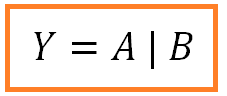 Y = A | B